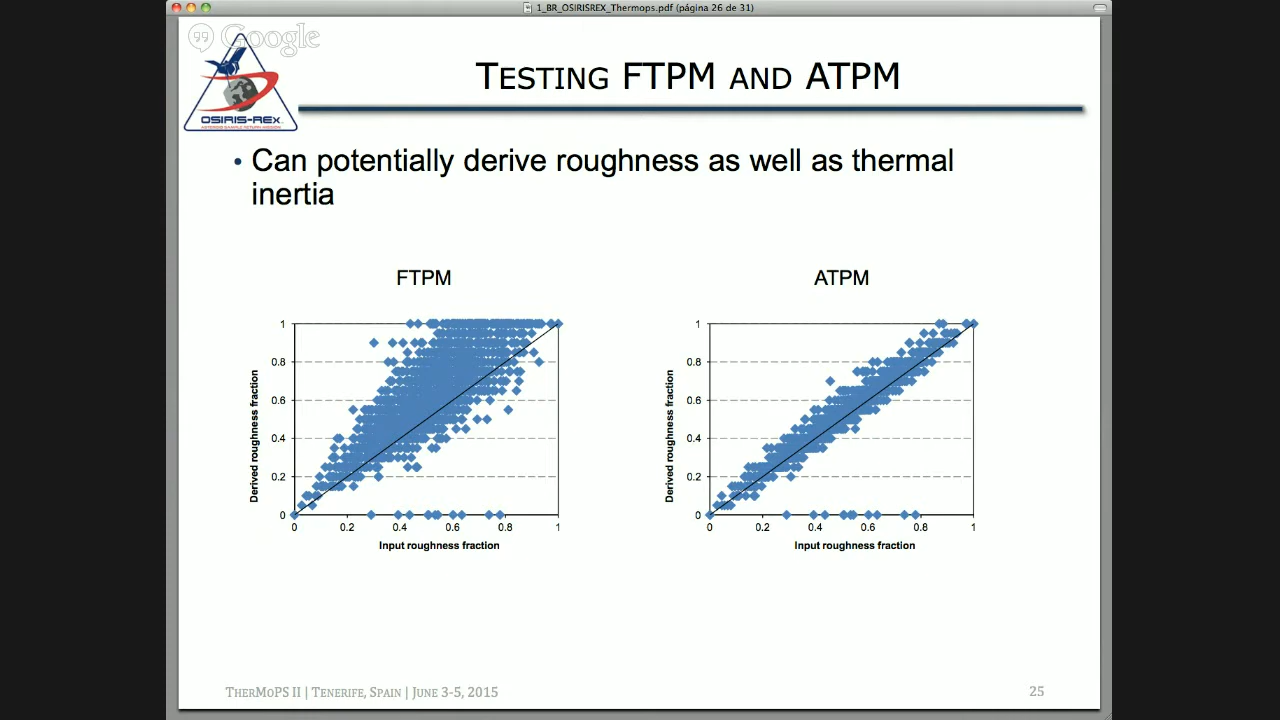 1_BR_OSIRISREX_Thermops.pdf (página 26 de 31)
Google
OSIRIS-REx
ASTEROID SAMPLE RETURN MISSION
TESTING FTPM AND ATPM
• Can potentially derive roughness as well as thermal
inertia
FTPM
Derived roughness fraction
1
0.8
0.6
0.4
0.2
0
0 0.2 0.4 0.6 0.8 1
Input roughness fraction
ATPM
Derived roughness fraction
1
0.8
0.6
0.4
0.2
0
0 0.2 0.4 0.6 0.8 1
Input roughness fraction
THERMOPS II | TENERIFE, SPAIN | JUNE 3-5, 2015
25